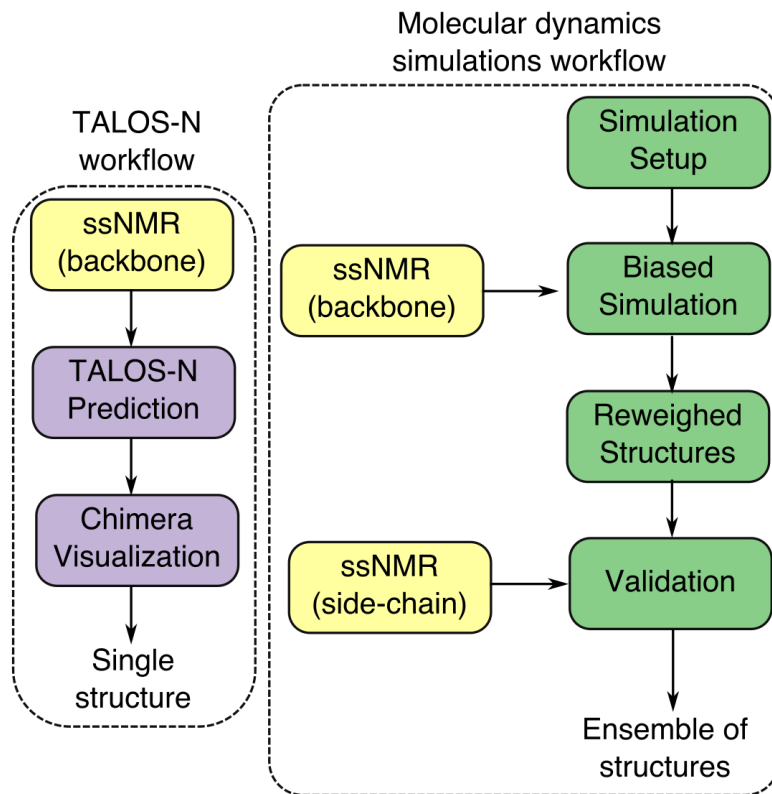 TALOS-N
workflow
ssNMR
(backbone)
TALOS-N
Prediction
Chimera
Visualization
Single
structure
Molecular dynamics
simulations workflow
Simulation
Setup
ssNMR
(backbone)
Biased
Simulation
Reweighed
Structures
ssNMR
(side-chain)
Validation
Ensemble of
structures